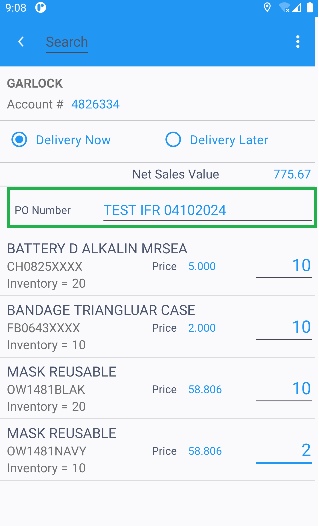 9:08
Search
GARLOCK
Account # 4826334
Delivery Now Delivery Later
Net Sales Value 775.67
PO Number TEST IFR 04102024
BATTERY D ALKALIN MRSEA
CH0825XXXX Price 5.000 10
Inventory = 20
BANDAGE TRIANGLUAR CASE
FB0643XXXX Price 2.000 10
Inventory = 10
MASK REUSABLE
OW1481BLAK Price 58.806 10
Inventory = 20
MASK REUSABLE
OW1481NAVY Price 58.806 2
Inventory = 10